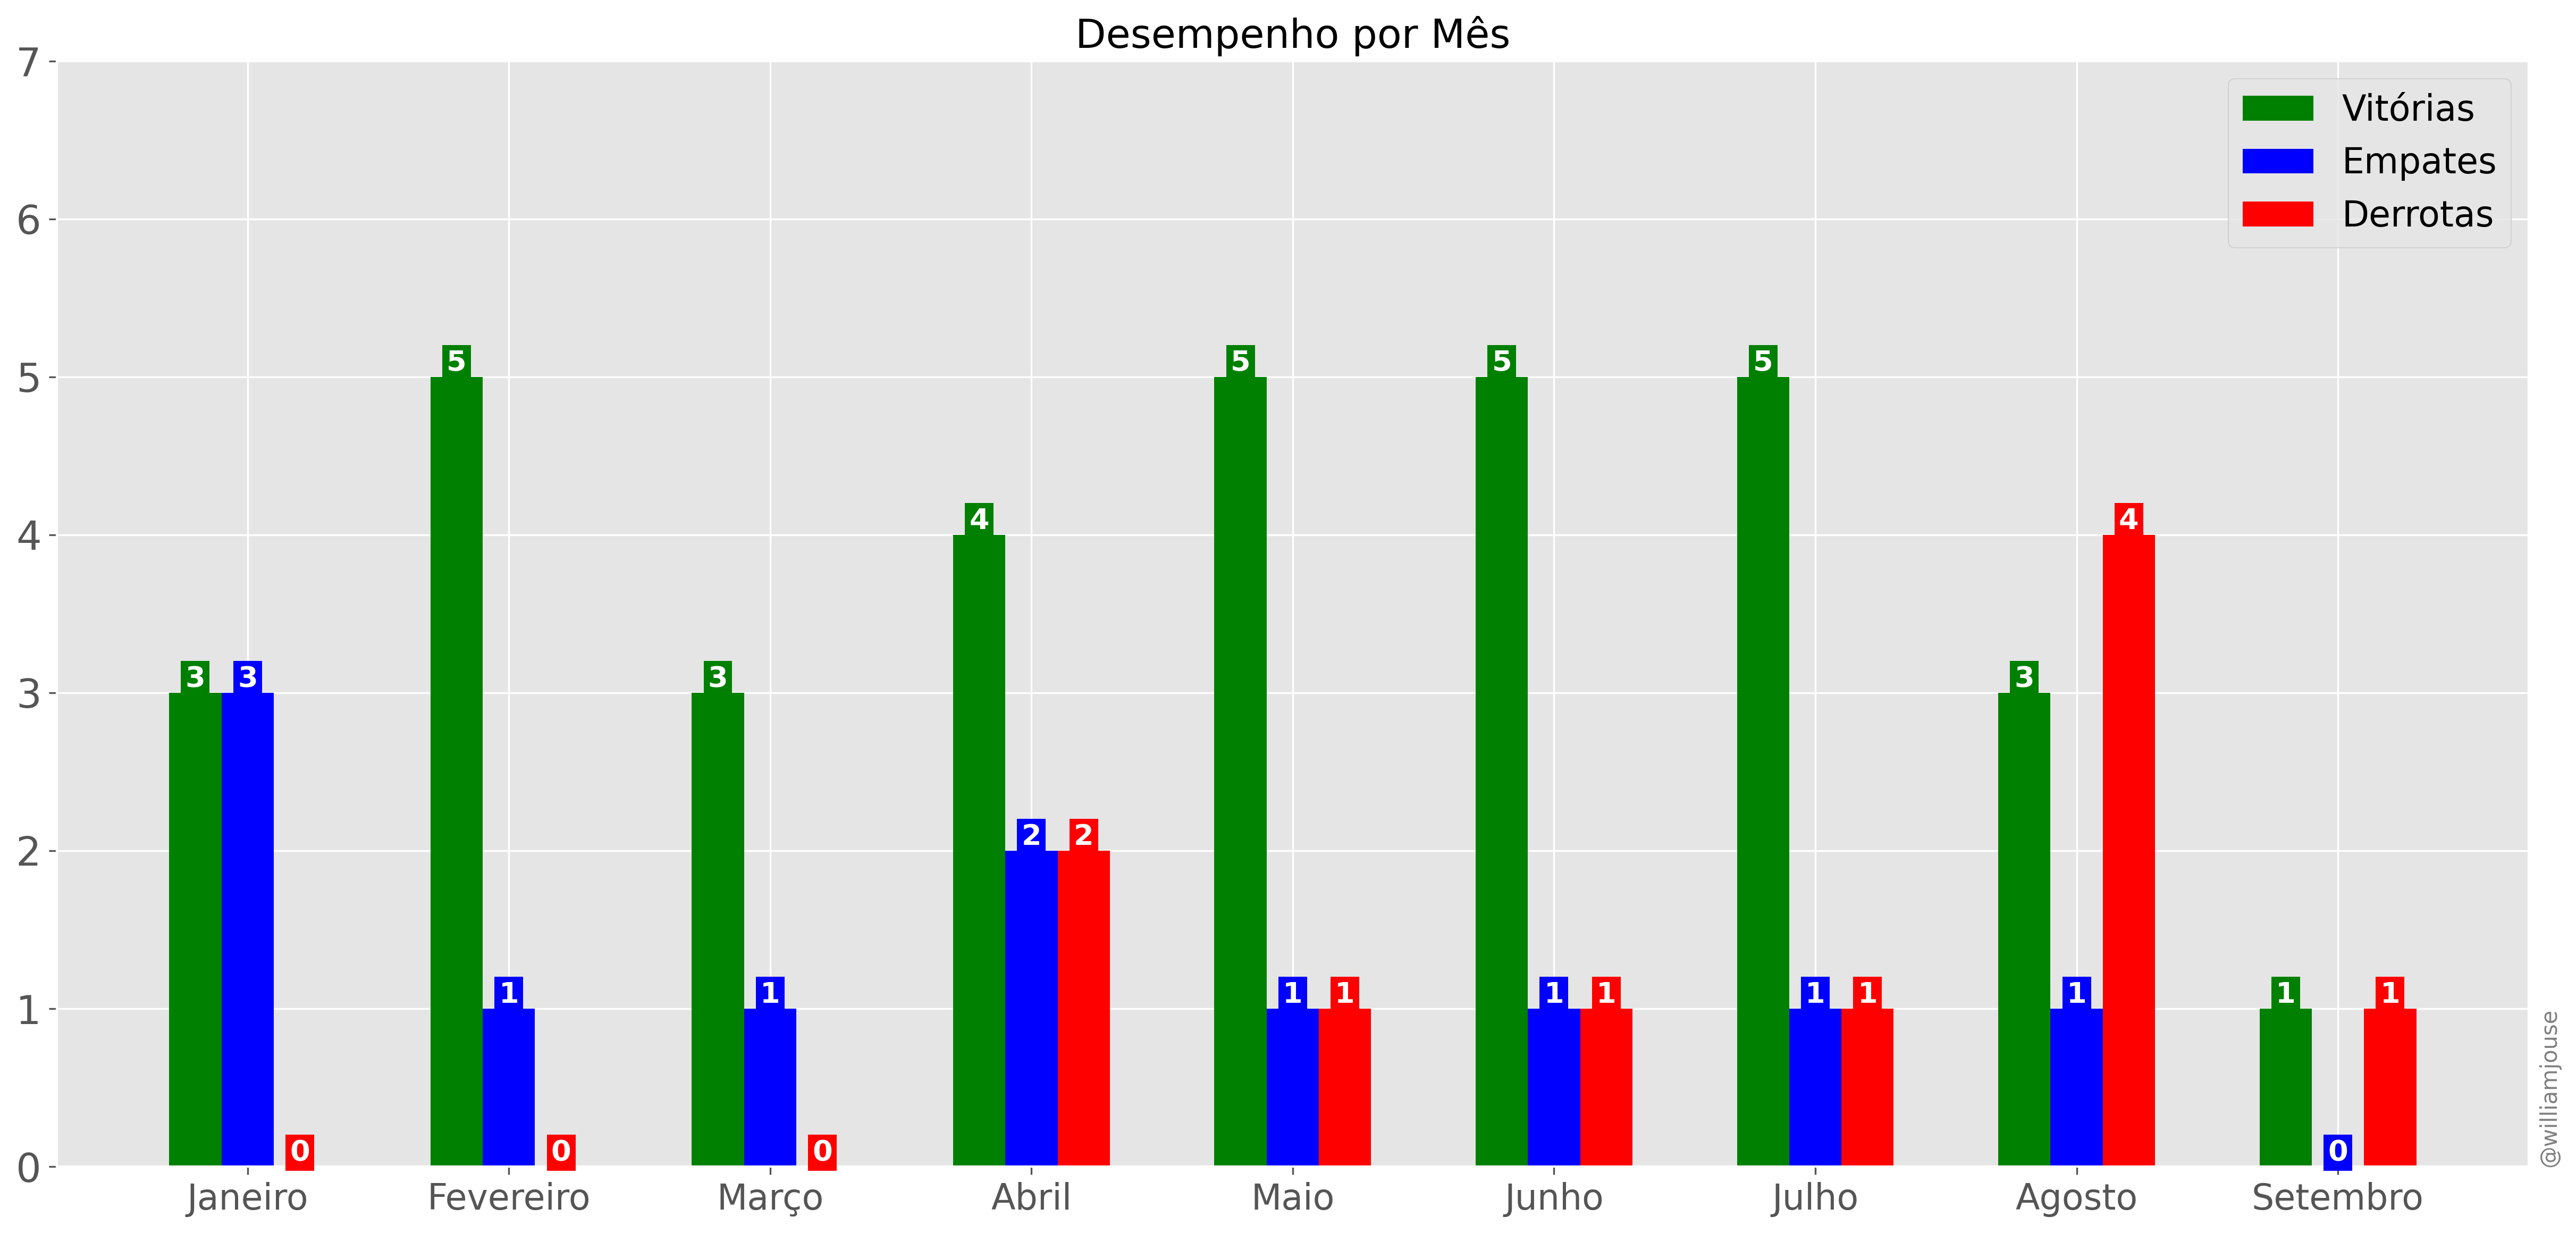 Desempenho por Mês
7
6
5
4
3
2
1
0
Vitórias
Empates
Derrotas
3 3 0
5 1 0
3 1 0
4 2 2
5 1 1
5 1 1
5 1 1
3 1 4
1 0 1
Janeiro Fevereiro Março Abril Maio Junho Julho Agosto Setembro
@williamjouse